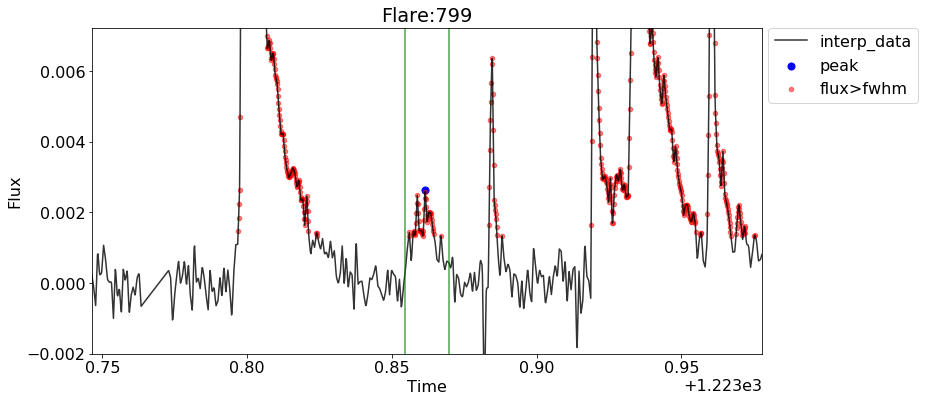 Flare:799
interp_data
peak
flux>fwhm
Flux
0.006
0.004
0.002
0.000
−0.002
0.75
0.80
0.85
0.90
0.95
Time
+1.223e3